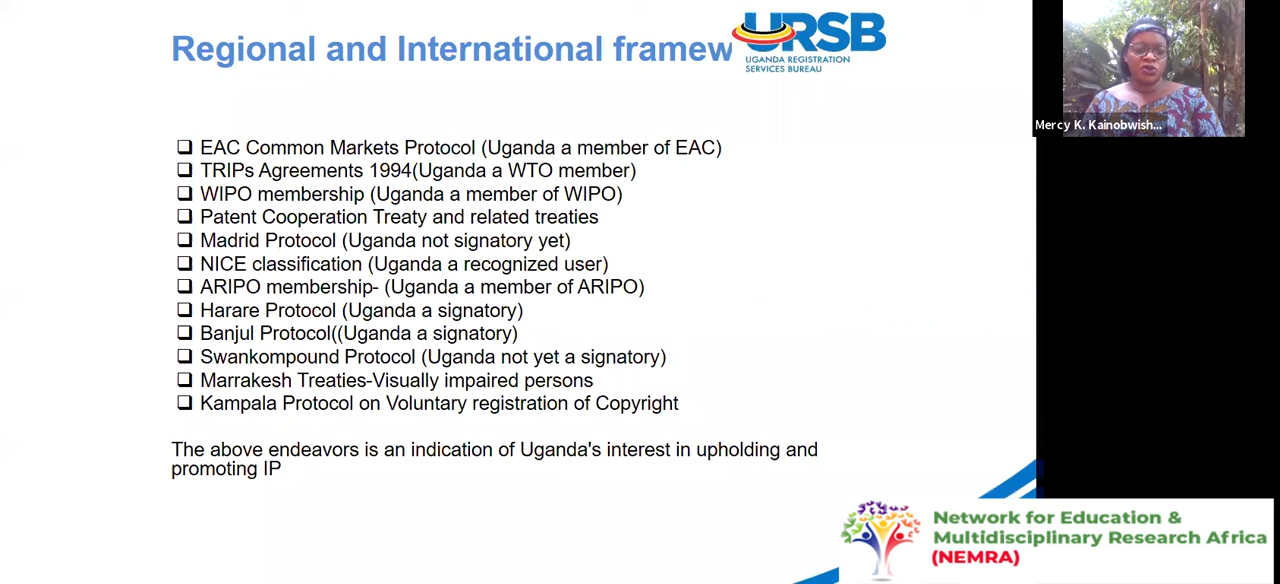 Regional and International framew
URSB
UGANDA REGISTRATION
SERVICES BUREAU
Mercy K. Kainobwish...
❑ EAC Common Markets Protocol (Uganda a member of EAC)
❑ TRIPs Agreements 1994(Uganda a WTO member)
❑ WIPO membership (Uganda a member of WIPO)
❑ Patent Cooperation Treaty and related treaties
❑ Madrid Protocol (Uganda not signatory yet)
❑ NICE classification (Uganda a recognized user)
❑ ARIPO membership- (Uganda a member of ARIPO)
❑ Harare Protocol (Uganda a signatory)
❑ Banjul Protocol((Uganda a signatory)
❑ Swankompound Protocol (Uganda not yet a signatory)
❑ Marrakesh Treaties-Visually impaired persons
❑ Kampala Protocol on Voluntary registration of Copyright
The above endeavors is an indication of Uganda's interest in upholding and
promoting IP
Network for Education &
Multidisciplinary Research Africa
(NEMRA)